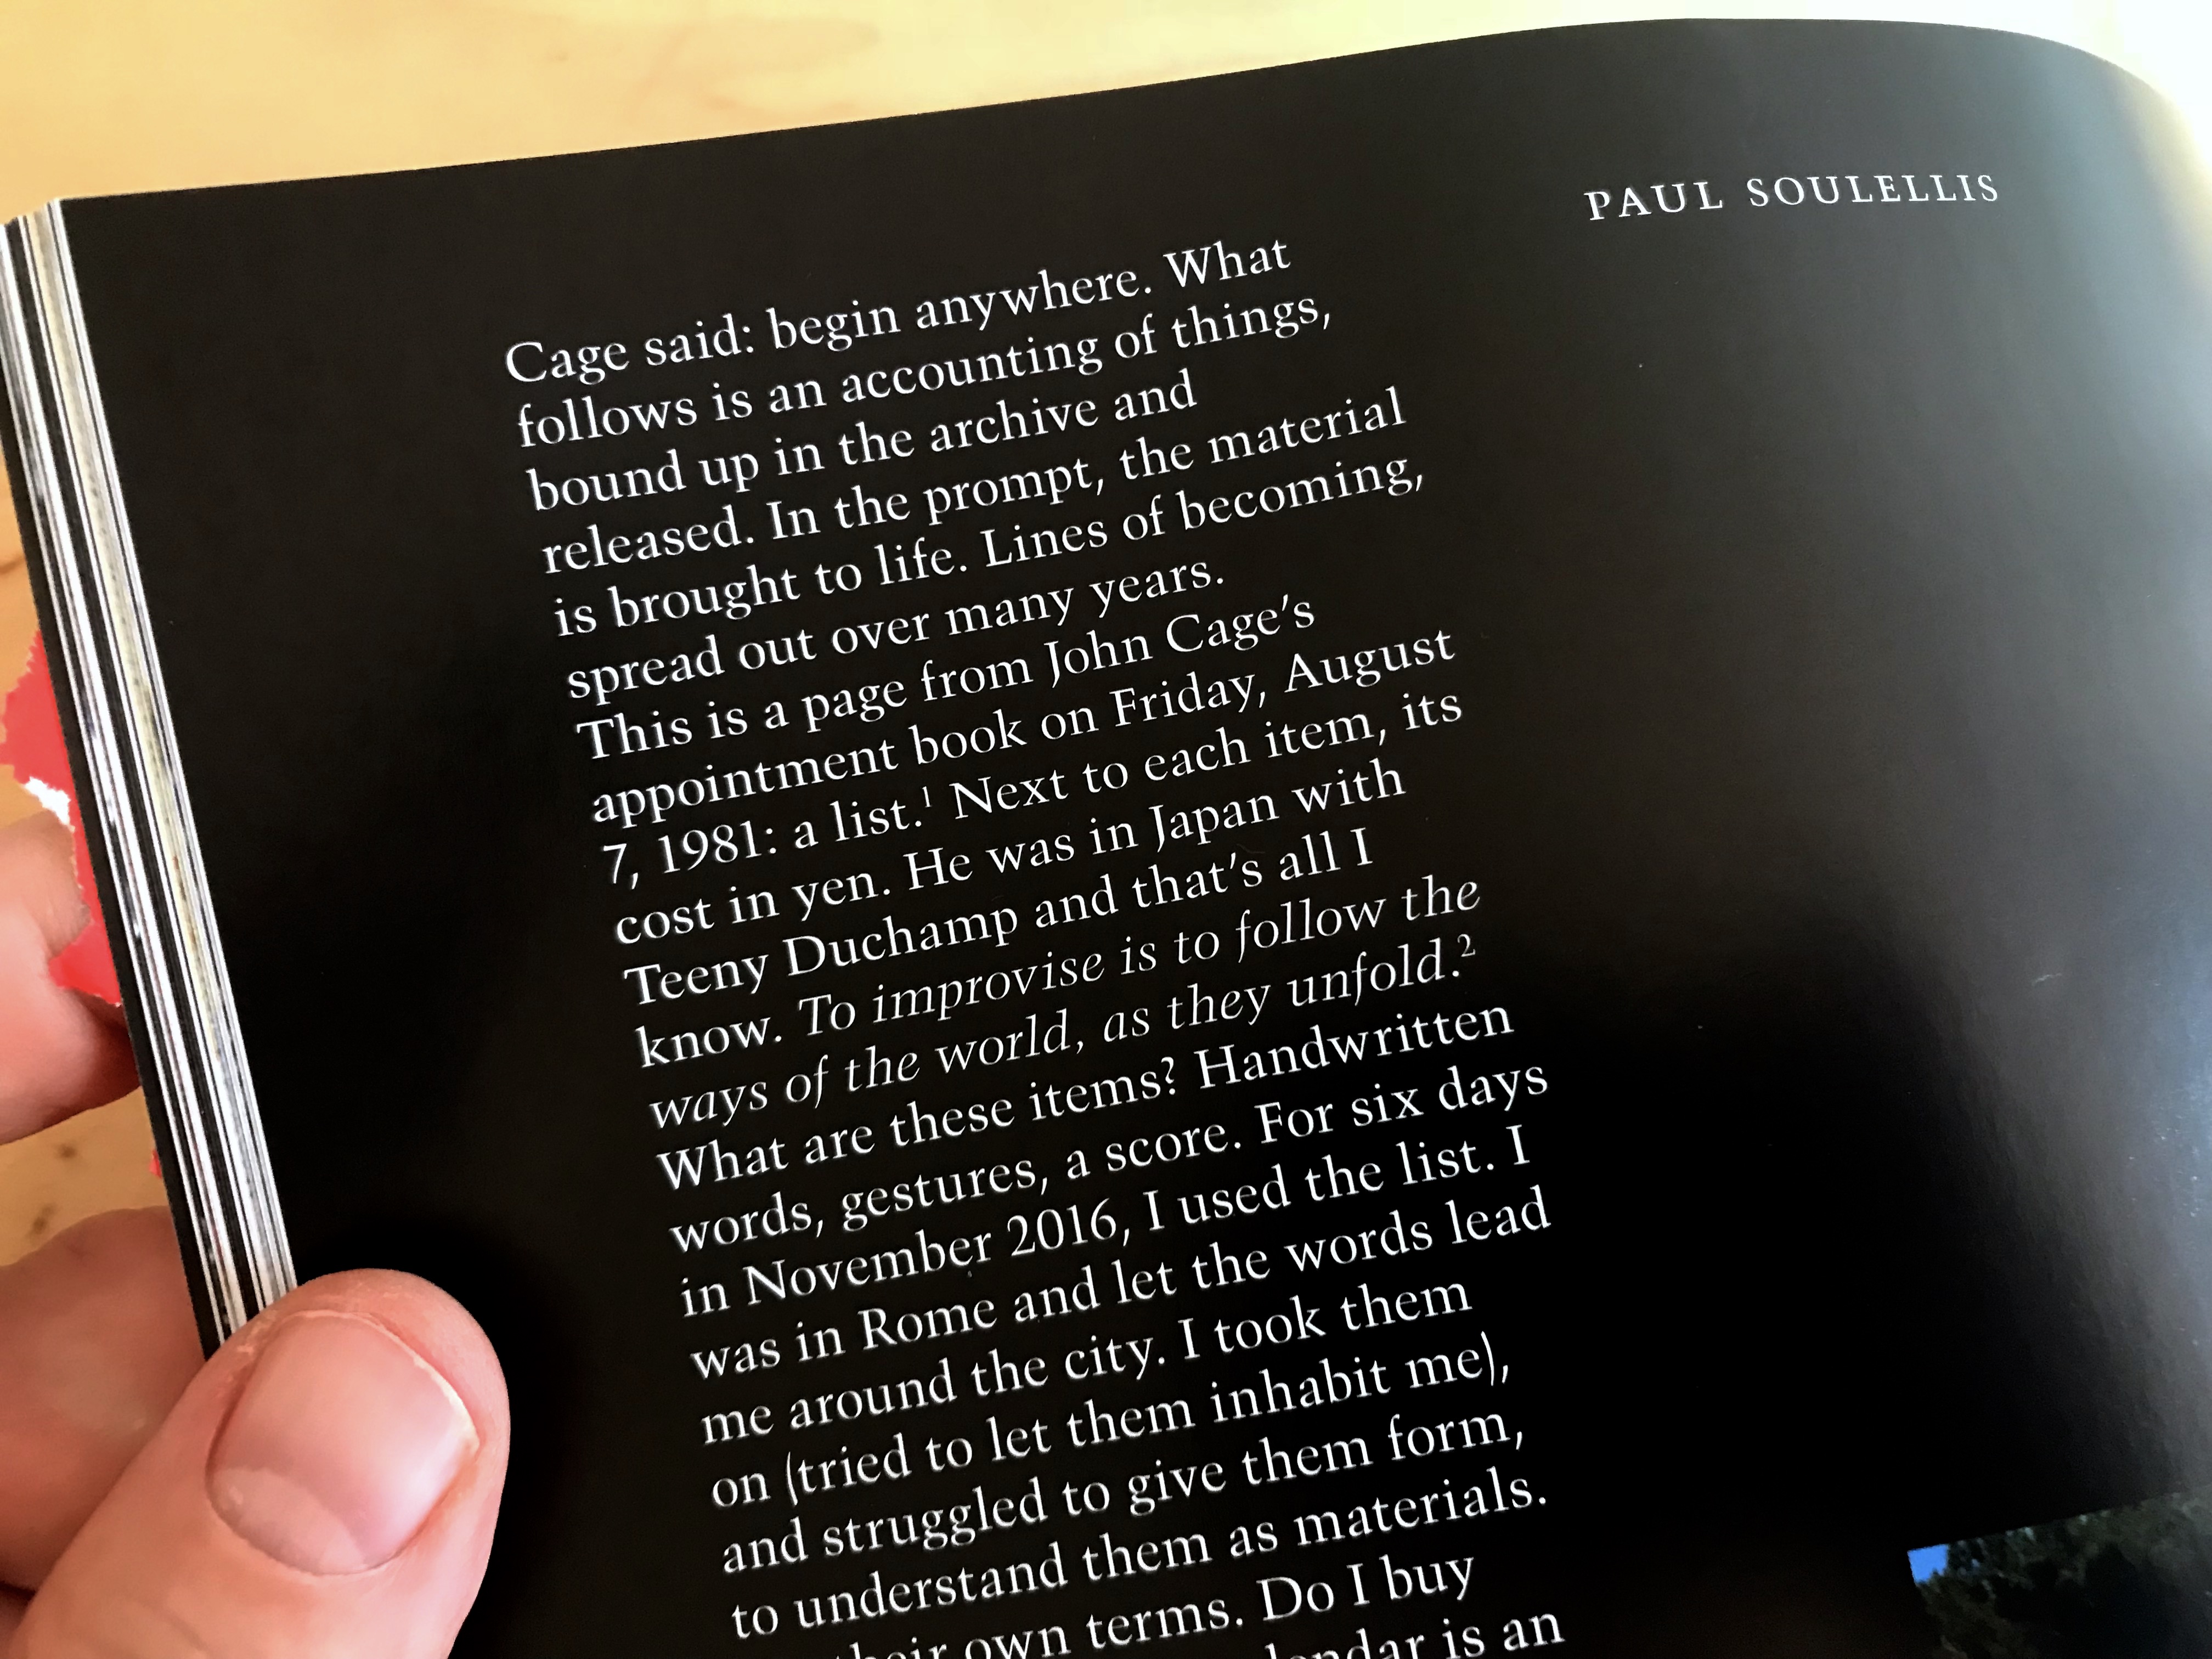 PAUL SOULELLIS
Cage said: begin anywhere. What
follows is an accounting of things,
bound up in the archive and
released. In the prompt, the material
is brought to life. Lines of becoming,
spread out over many years.
This is a page from John Cage's
appointment book on Friday, August
7, 1981: a list.¹ Next to each item, its
cost in yen. He was in Japan with
Teeny Duchamp and that's all I
know. To improvise is to follow the
ways of the world, as they unfold.²
What are these items? Handwritten
words, gestures, a score. For six days
in November 2016, I used the list. I
was in Rome and let the words lead
me around the city. I took them
on (tried to let them inhabit me),
and struggled to give them form,
to understand them as materials.
own terms. Do I buy
is an